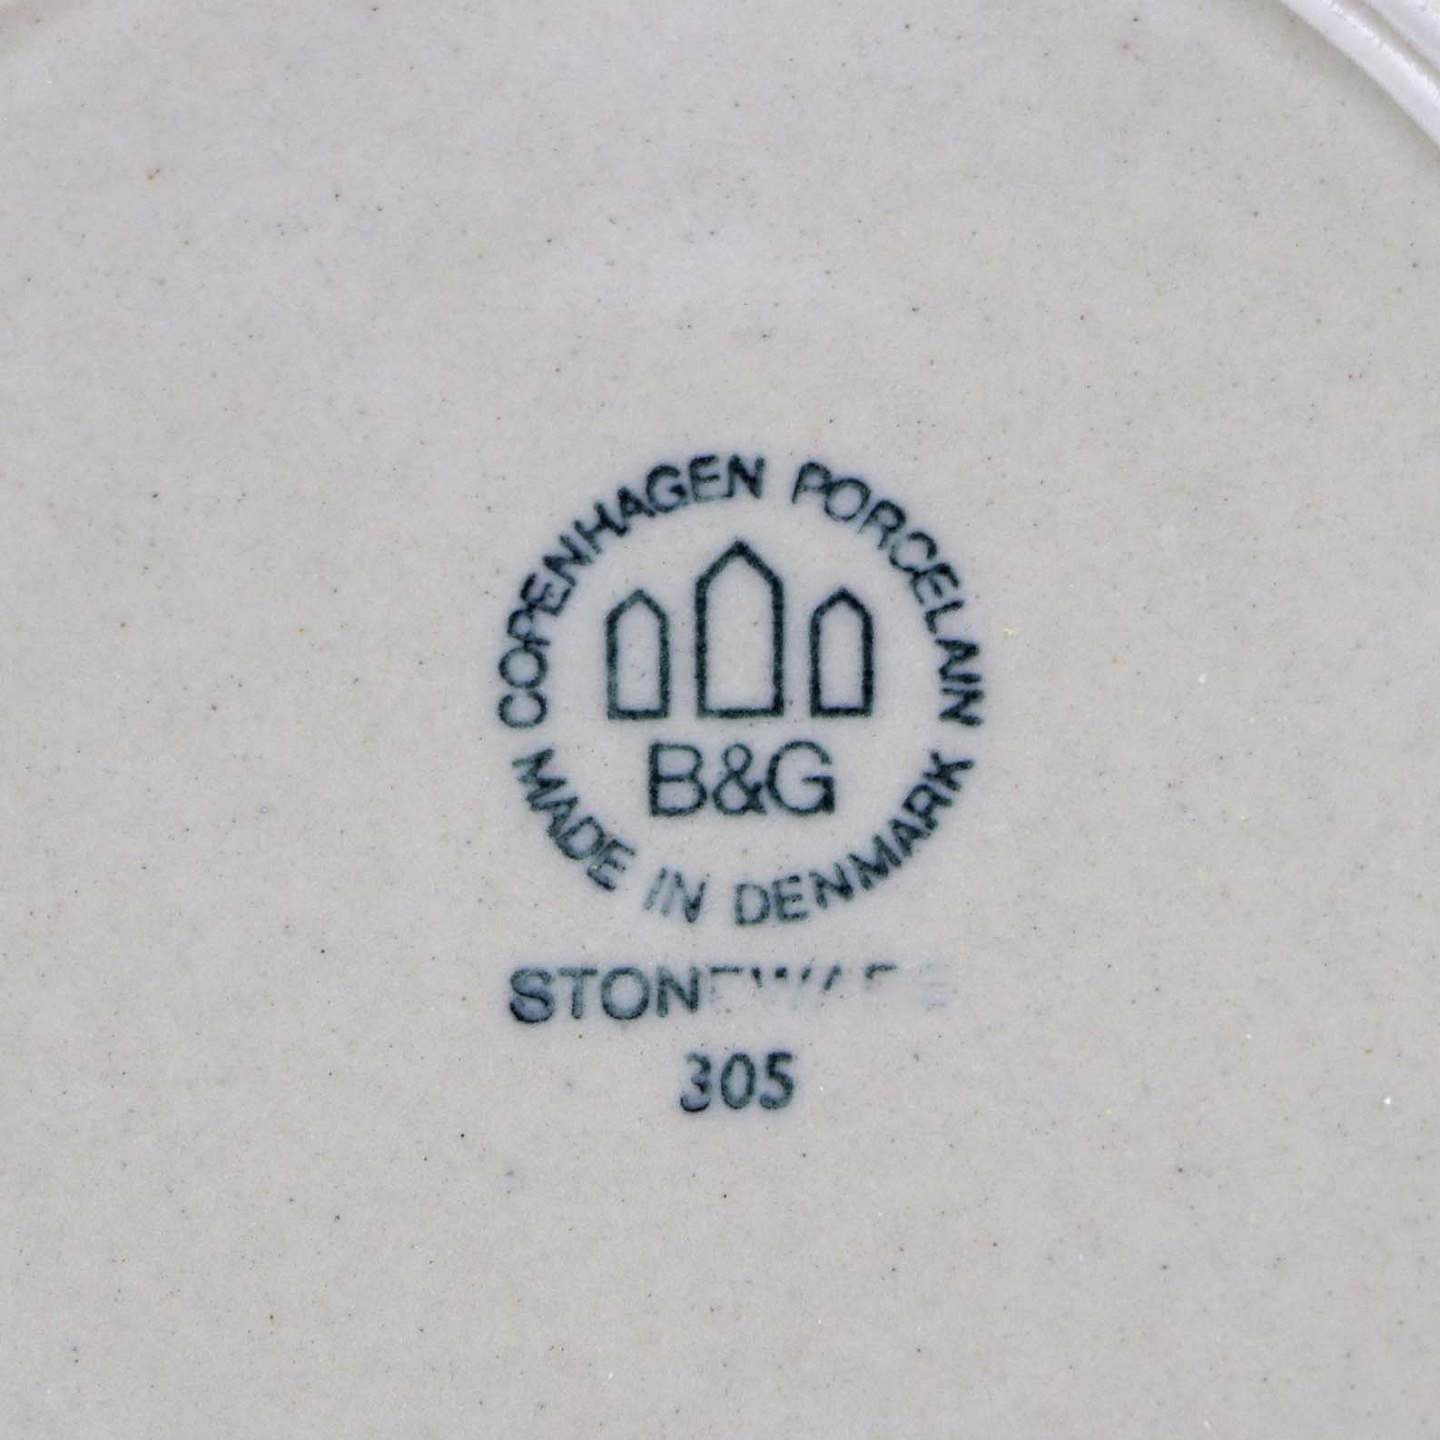 COPENHAGEN PORCELAIN
B&G
MADE IN DENMARK
STONEWARE
305